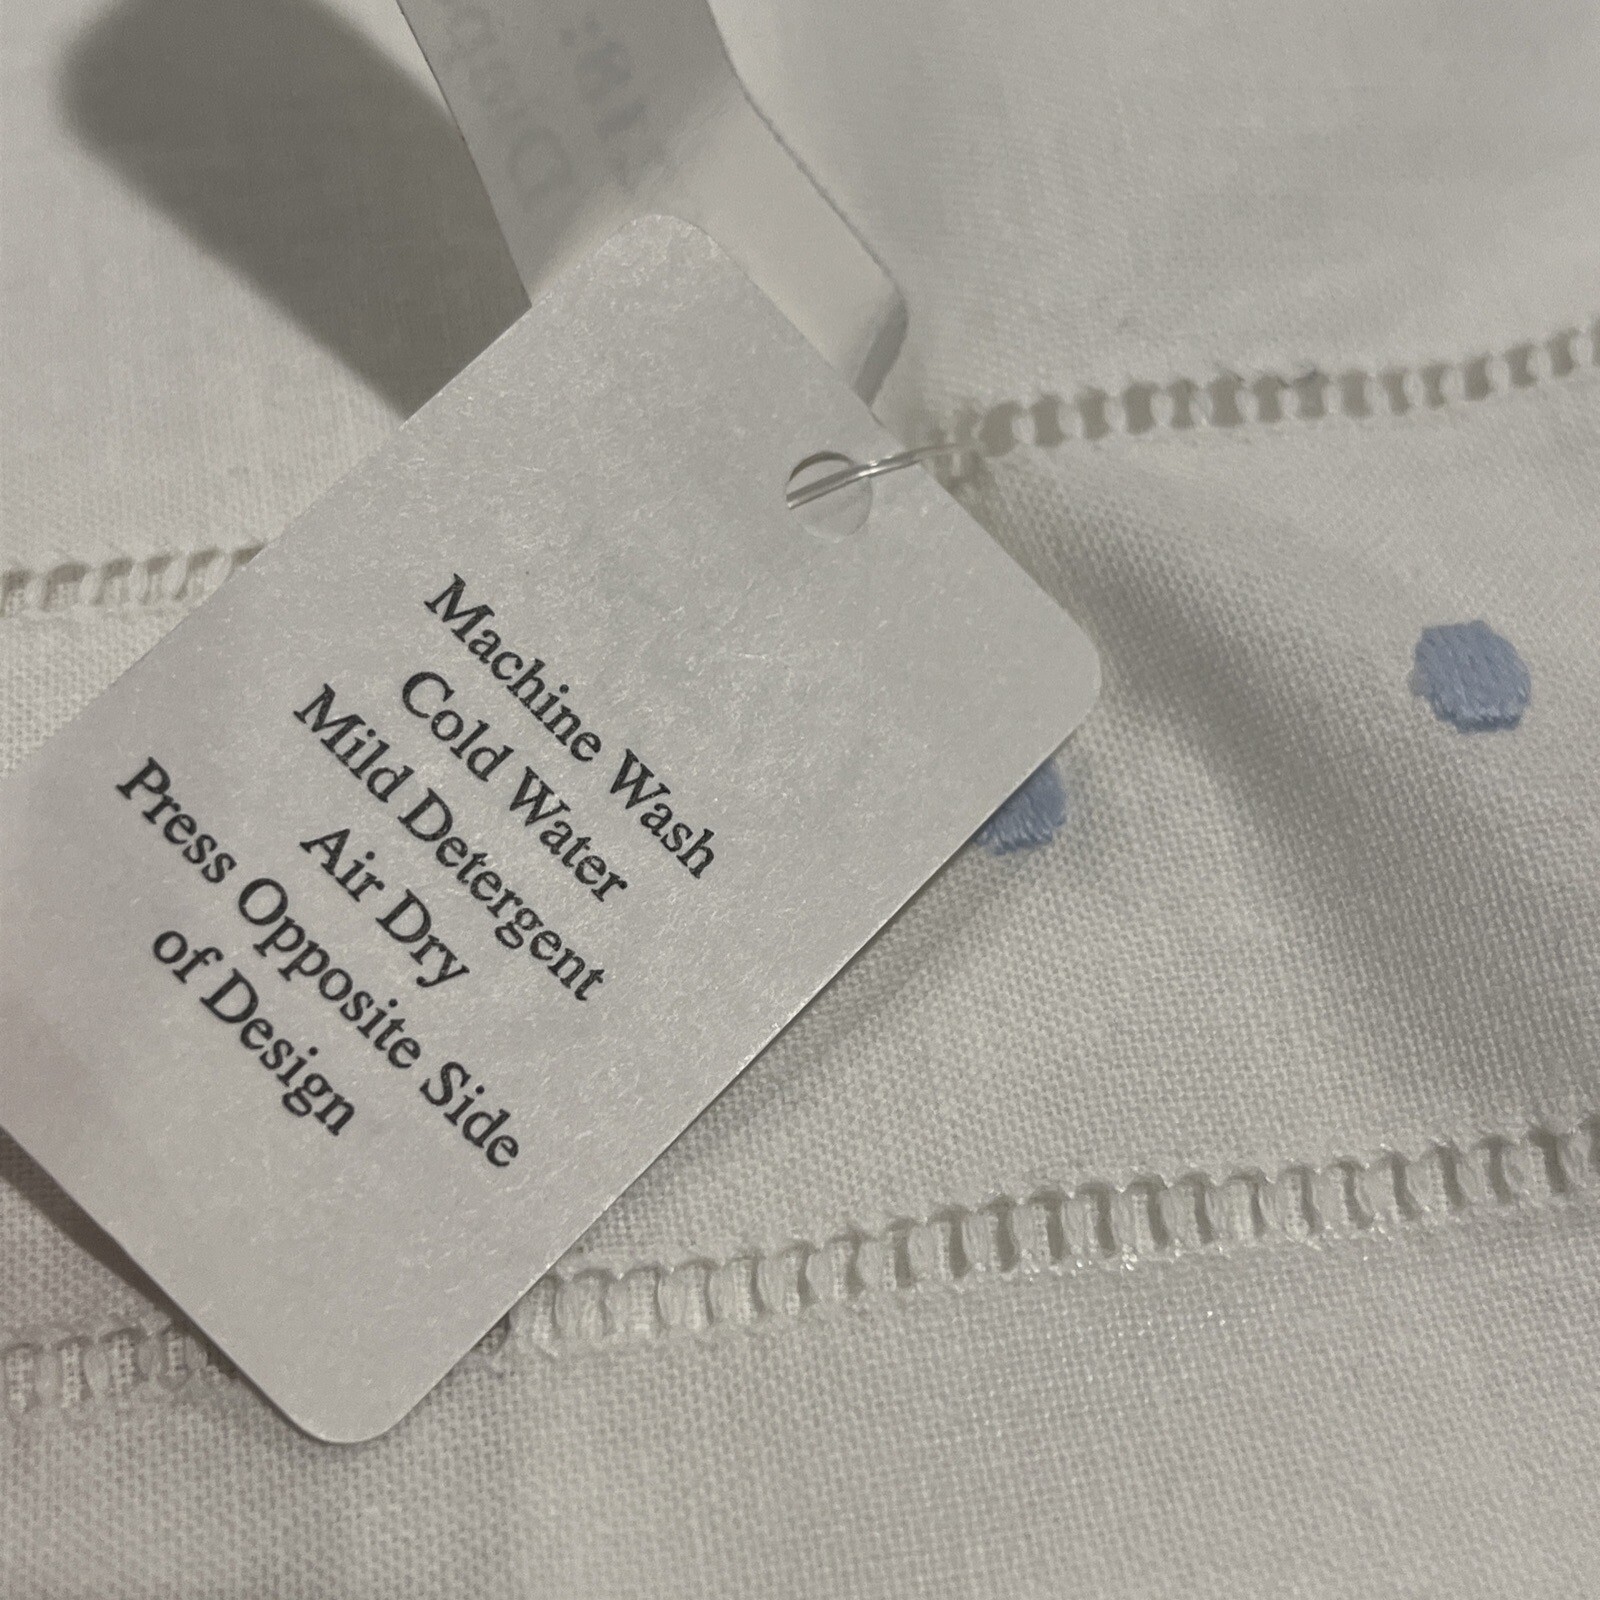 Machine Wash
Cold Water
Mild Detergent
Air Dry
Press Opposite Side
of Design